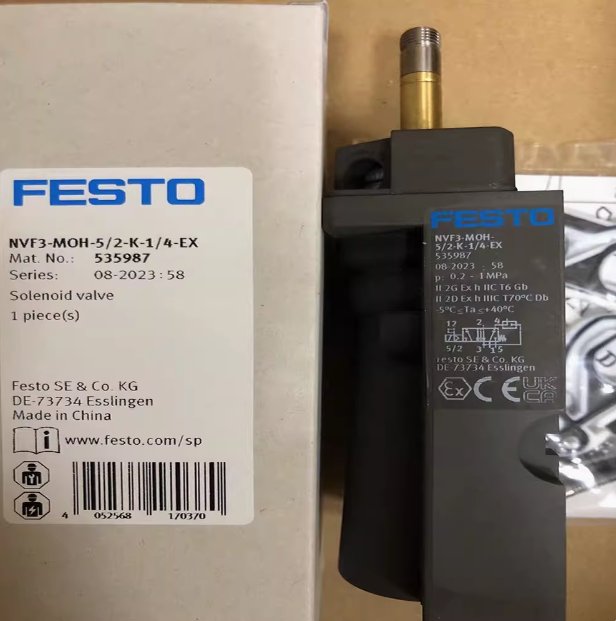 FESTO
NVF3-MOH-5/2-K-1/4-EX
Mat. No.: 535987
Series: 08-2023 : 58
Solenoid valve
1 piece(s)
Festo SE & Co. KG
DE-73734 Esslingen
Made in China
i www.festo.com/sp
4 052568 170370
FESTO
NVF3-MOH-
5/2-K-1/4-EX
535987
08-2023 : 58
p: 0.2 - 1 MPa
II 2G Ex h IIC T6 Gb
II 2D Ex h IIIC T70°C Db
-5°C ≤Ta ≤+40°C
12 2 4
5/2 3 1 5
Festo SE & Co. KG
DE-73734 Esslingen
Ex CE UK
CA